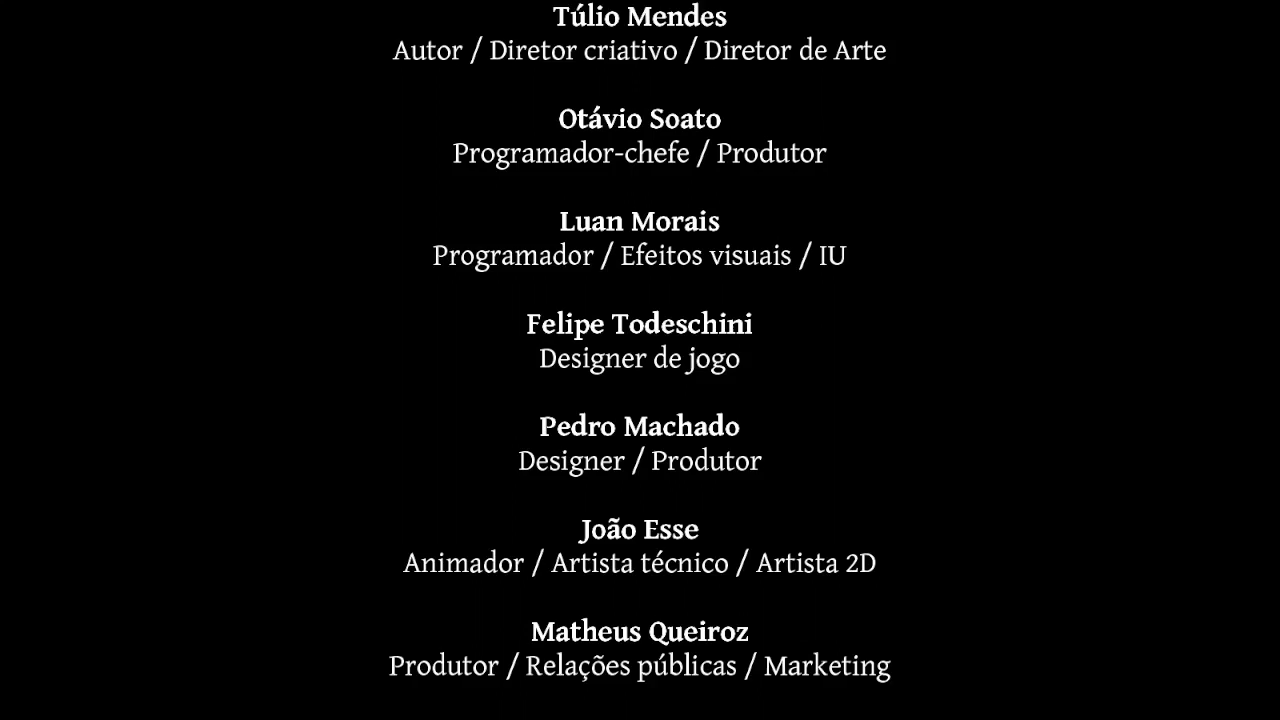 Túlio Mendes
Autor / Diretor criativo / Diretor de Arte
Otávio Soato
Programador-chefe / Produtor
Luan Morais
Programador / Efeitos visuais / IU
Felipe Todeschini
Designer de jogo
Pedro Machado
Designer / Produtor
João Esse
Animador / Artista técnico / Artista 2D
Matheus Queiroz
Produtor / Relações públicas / Marketing